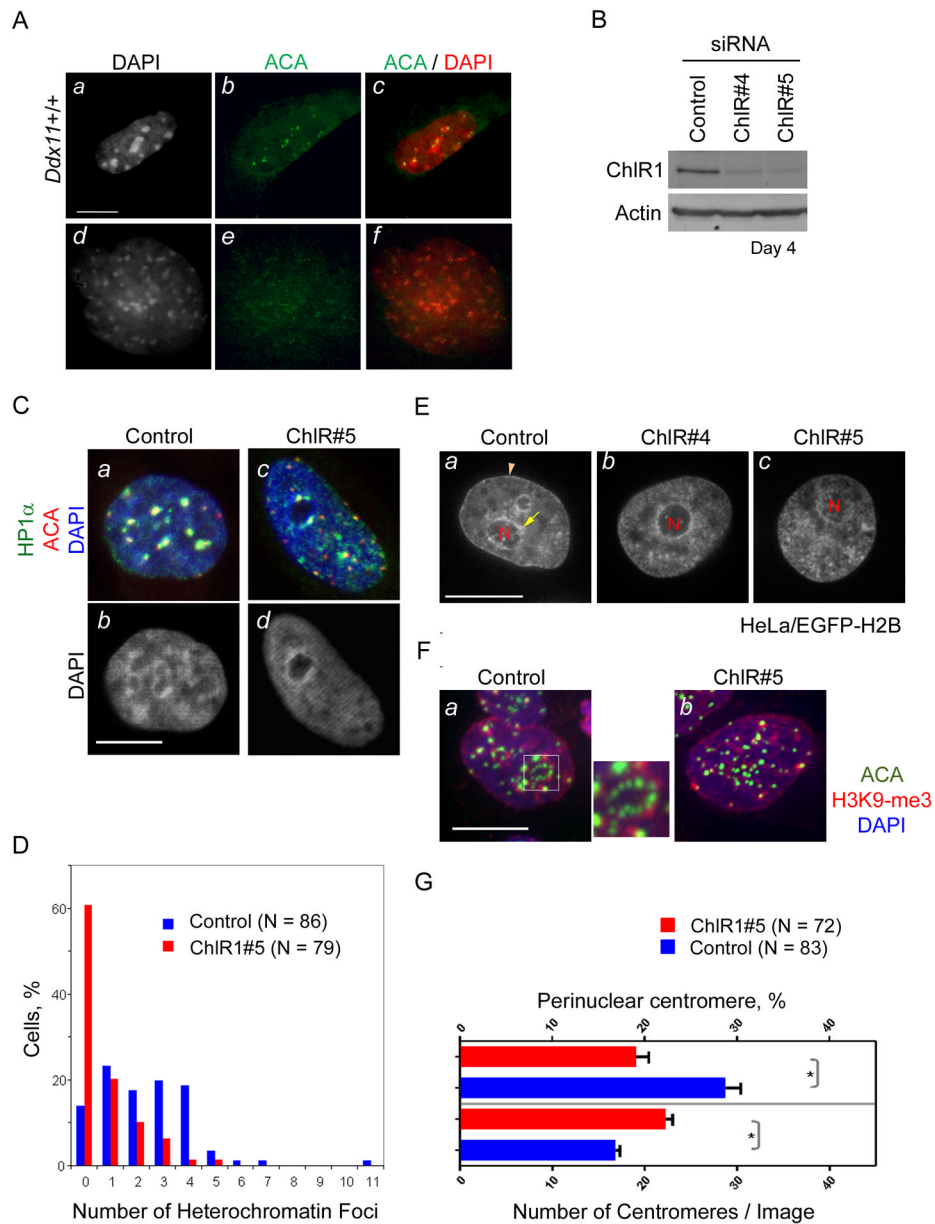 A
DAPI
ACA
ACA / DAPI
Ddx11+/+
a
b
c
d
e
f
B
siRNA
Control
ChlR#4
ChlR#5
ChlR1
Actin
Day 4
C
Control
ChlR#5
HP1α
ACA
DAPI
a
c
DAPI
b
d
E
Control
ChlR#4
ChlR#5
a
b
c
N
N
N
HeLa/EGFP-H2B
F
Control
ChlR#5
a
b
ACA
H3K9-me3
DAPI
D
60
40
20
0
Cells, %
Control (N = 86)
ChlR1#5 (N = 79)
0 1 2 3 4 5 6 7 8 9 10 11
Number of Heterochromatin Foci
G
ChlR1#5 (N = 72)
Control (N = 83)
Perinuclear centromere, %
0 10 20 30 40
*
*
0 10 20 30 40
Number of Centromeres / Image